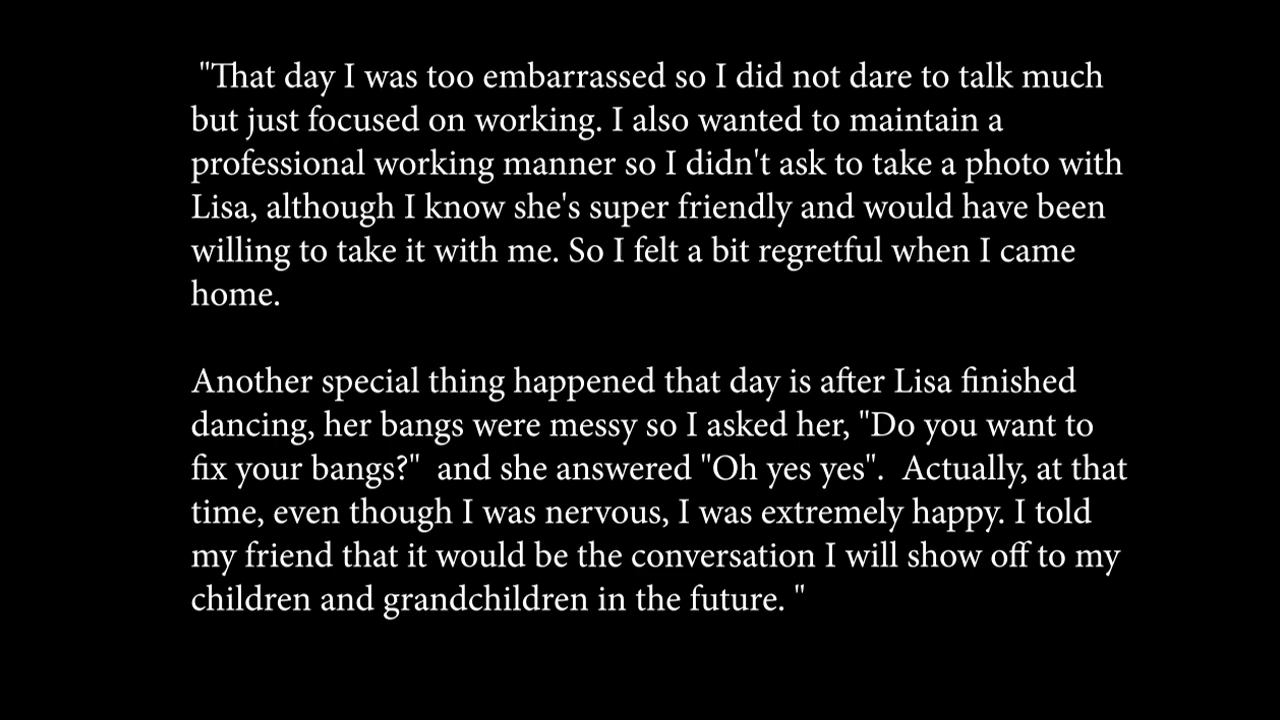 "That day I was too embarrassed so I did not dare to talk much
but just focused on working. I also wanted to maintain a
professional working manner so I didn't ask to take a photo with
Lisa, although I know she's super friendly and would have been
willing to take it with me. So I felt a bit regretful when I came
home.
Another special thing happened that day is after Lisa finished
dancing, her bangs were messy so I asked her, "Do you want to
fix your bangs?"  and she answered "Oh yes yes".  Actually, at that
time, even though I was nervous, I was extremely happy. I told
my friend that it would be the conversation I will show off to my
children and grandchildren in the future. "